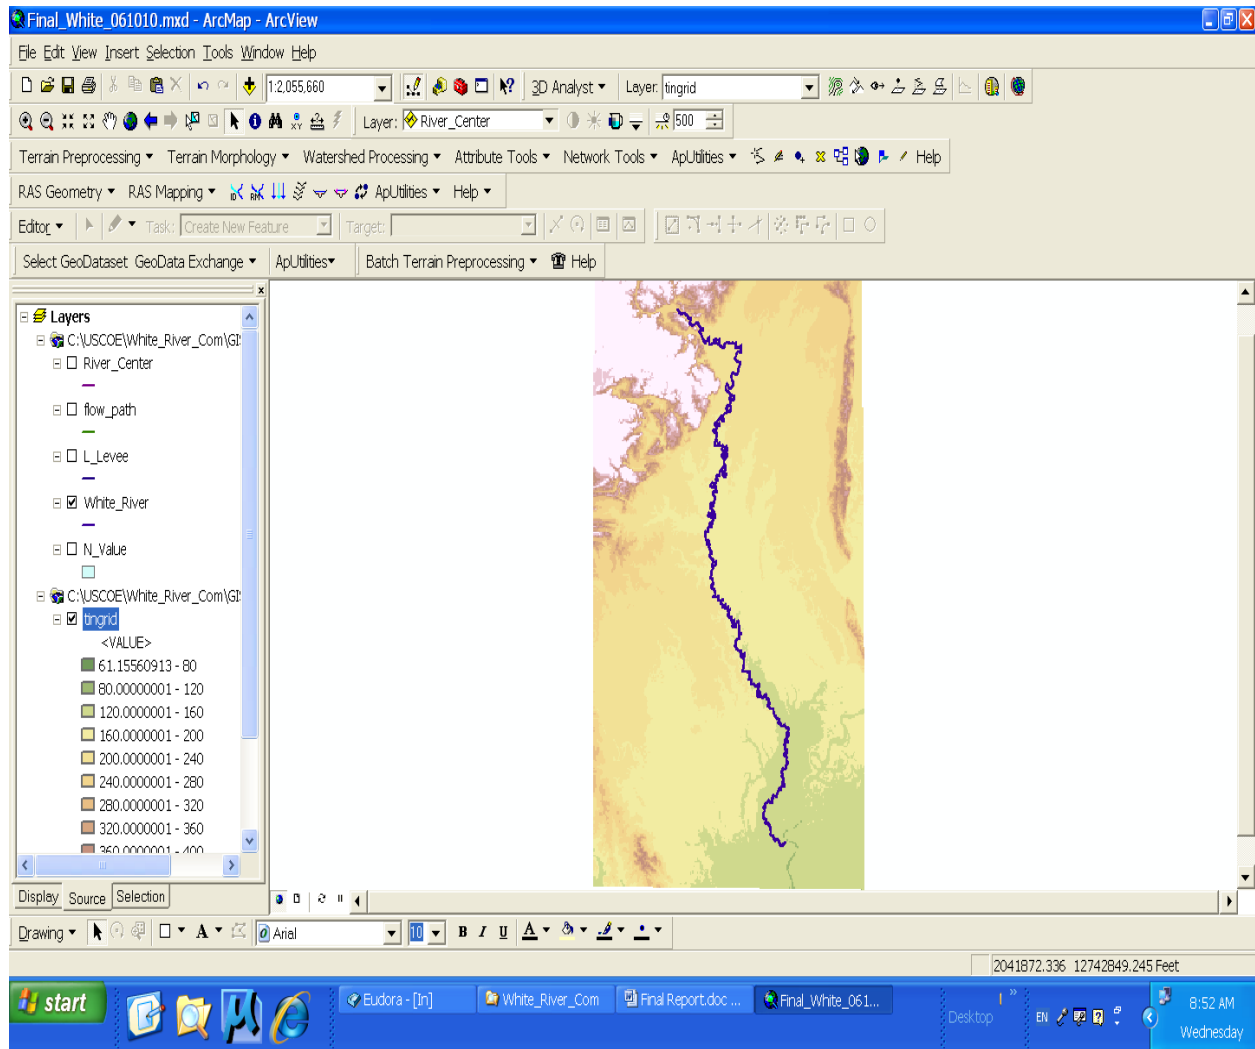 Final_White_061010.mxd - ArcMap - ArcView
File Edit View Insert Selection Tools Window Help
1:2,055,660 3D Analyst Layer: tingrid
Layer: River_Center 500
Terrain Preprocessing Terrain Morphology Watershed Processing Attribute Tools Network Tools ApUtilities Help
RAS Geometry RAS Mapping ID RN ApUtilities Help
Editor Task: Create New Feature Target:
Select GeoDataset GeoData Exchange ApUtilities Batch Terrain Preprocessing Help
Layers
C:\USCOE\White_River_Com\GI
River_Center
flow_path
L_Levee
White_River
N_Value
C:\USCOE\White_River_Com\GI
tingrid
<VALUE>
61.15560913 - 80
80.00000001 - 120
120.0000001 - 160
160.0000001 - 200
200.0000001 - 240
240.0000001 - 280
280.0000001 - 320
320.0000001 - 360
360.0000001 - 400
Display Source Selection
Drawing A Arial 10 B I U A
2041872.336 12742849.245 Feet
start Eudora - [In] White_River_Com Final Report.doc ... Final_White_061... Desktop EN 8:52 AM
Wednesday